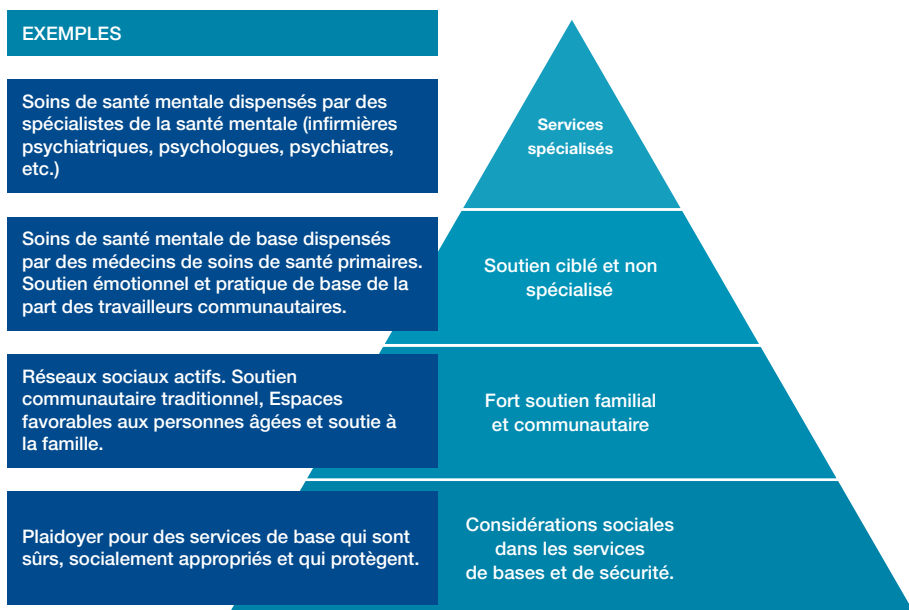 EXEMPLES
Soins de santé mentale dispensés par des
spécialistes de la santé mentale (infirmières
psychiatriques, psychologues, psychiatres,
etc.)
Services
spécialisés
Soins de santé mentale de base dispensés
par des médecins de soins de santé primaires.
Soutien émotionnel et pratique de base de la
part des travailleurs communautaires.
Soutien ciblé et non
spécialisé
Réseaux sociaux actifs. Soutien
communautaire traditionnel, Espaces
favorables aux personnes âgées et soutie à
la famille.
Fort soutien familial
et communautaire
Plaidoyer pour des services de base qui sont
sûrs, socialement appropriés et qui protègent.
Considérations sociales
dans les services
de bases et de sécurité.